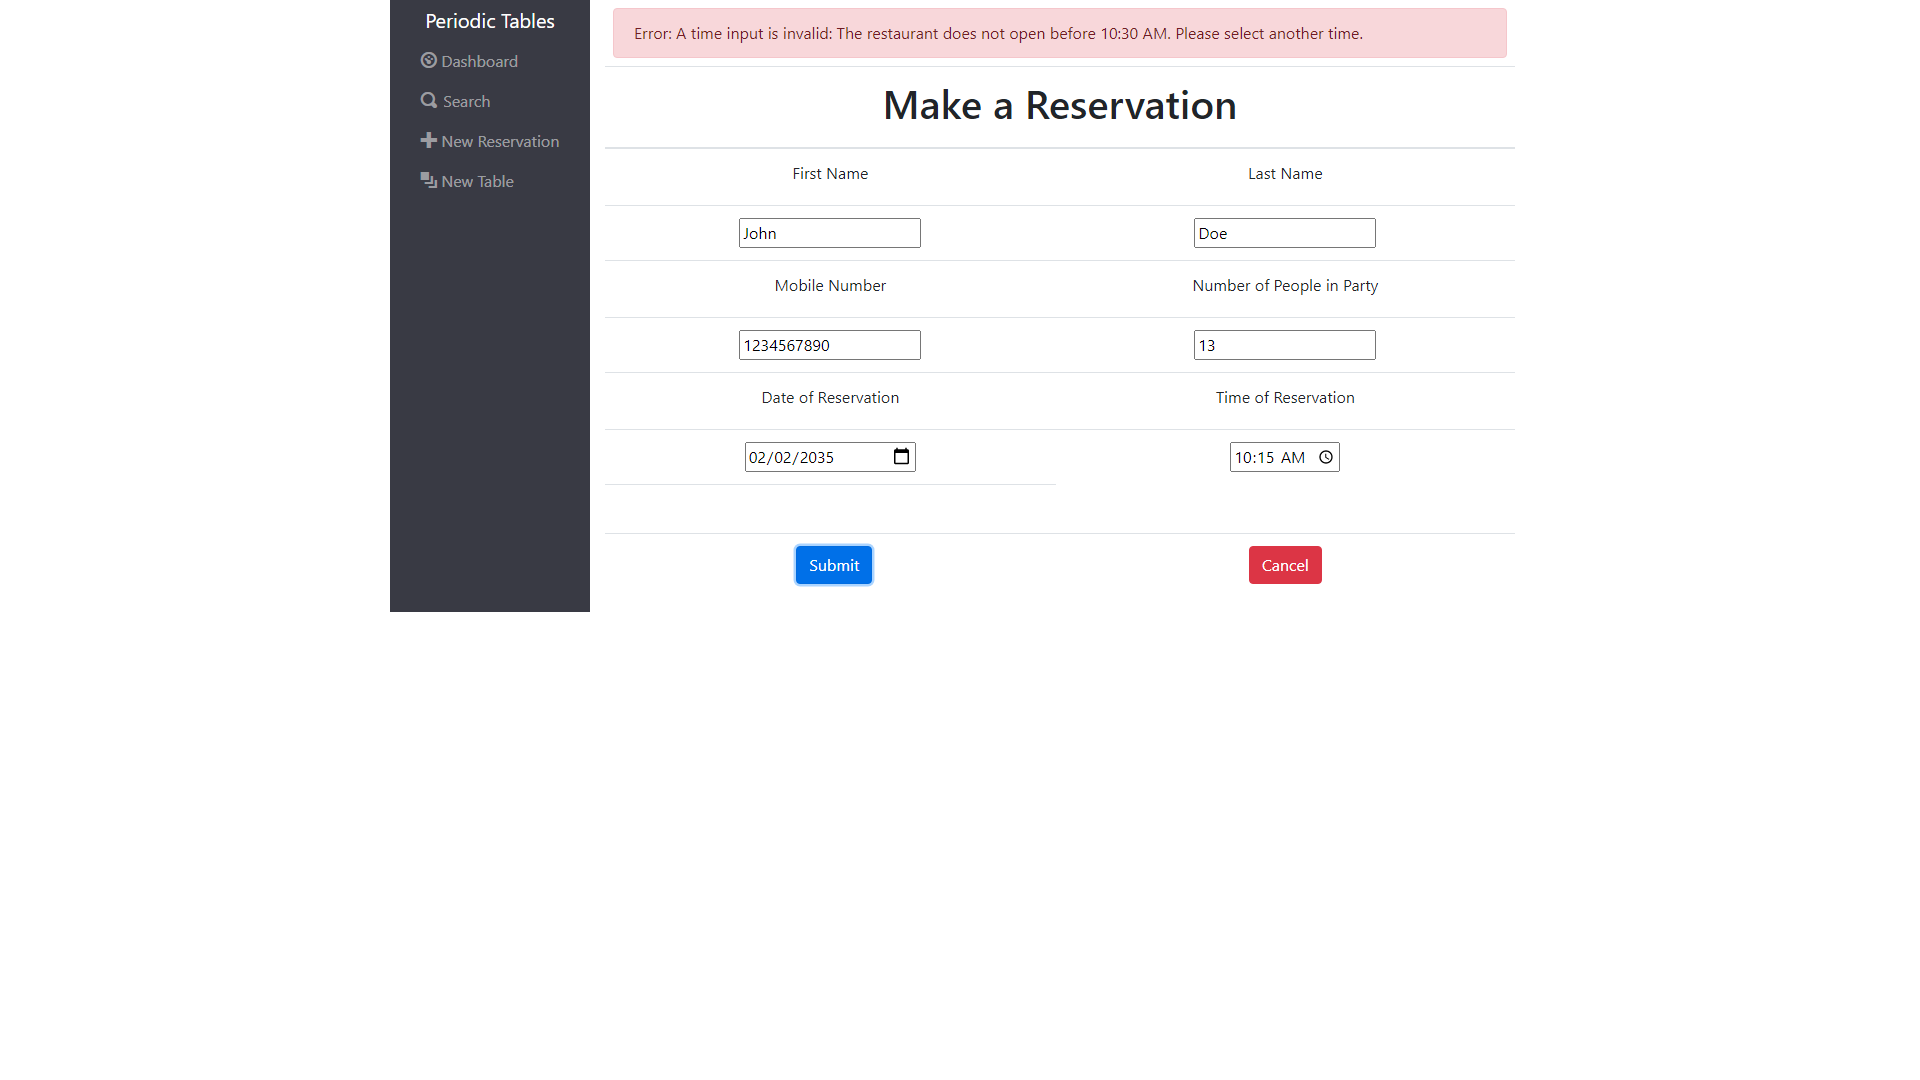 Periodic Tables
Dashboard
Search
New Reservation
New Table
Error: A time input is invalid: The restaurant does not open before 10:30 AM. Please select another time.
Make a Reservation
First Name Last Name
John Doe
Mobile Number Number of People in Party
1234567890 13
Date of Reservation Time of Reservation
02/02/2035 10:15 AM
Submit Cancel